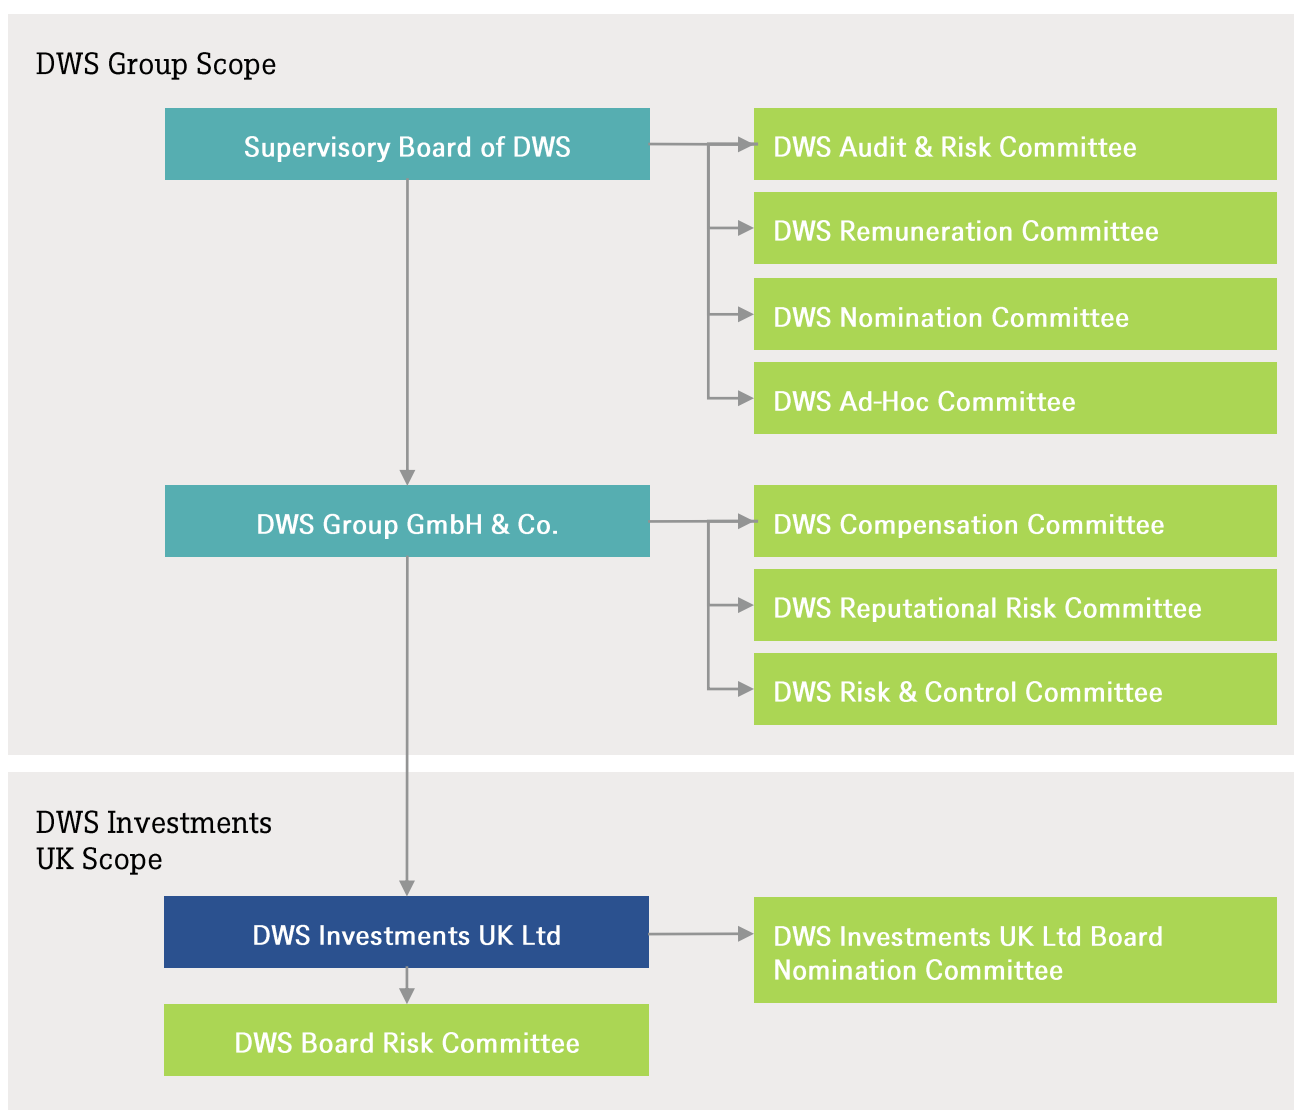 DWS Group Scope
Supervisory Board of DWS
DWS Audit & Risk Committee
DWS Remuneration Committee
DWS Nomination Committee
DWS Ad-Hoc Committee
DWS Group GmbH & Co.
DWS Compensation Committee
DWS Reputational Risk Committee
DWS Risk & Control Committee
DWS Investments
UK Scope
DWS Investments UK Ltd
DWS Investments UK Ltd Board
Nomination Committee
DWS Board Risk Committee